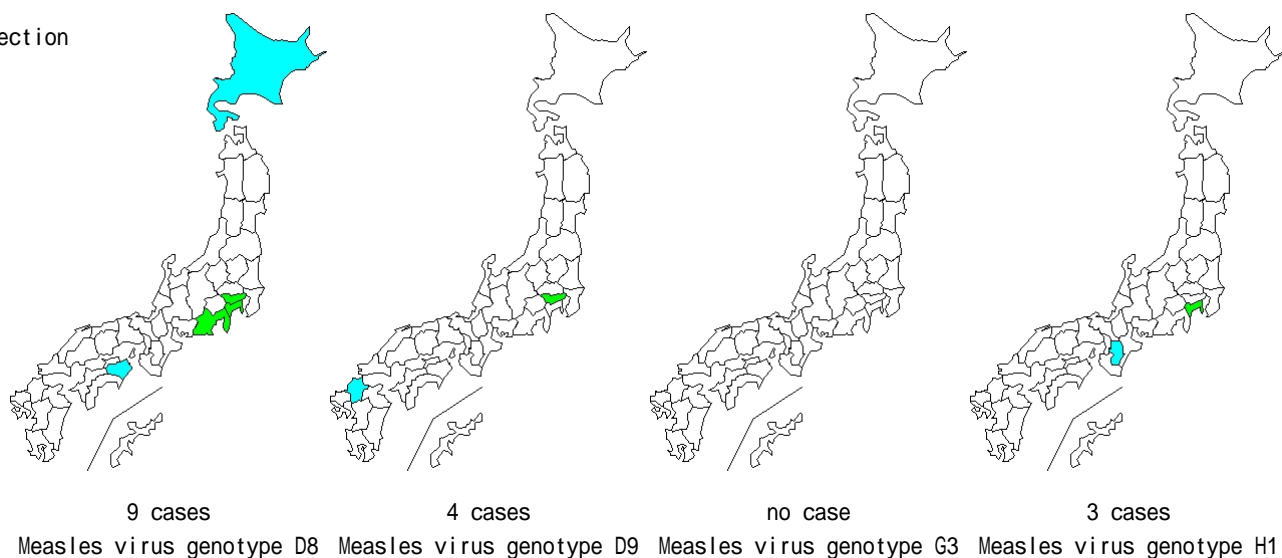 ection
9 cases
4 cases
no case
3 cases
Measles virus genotype D8
Measles virus genotype D9
Measles virus genotype G3
Measles virus genotype H1